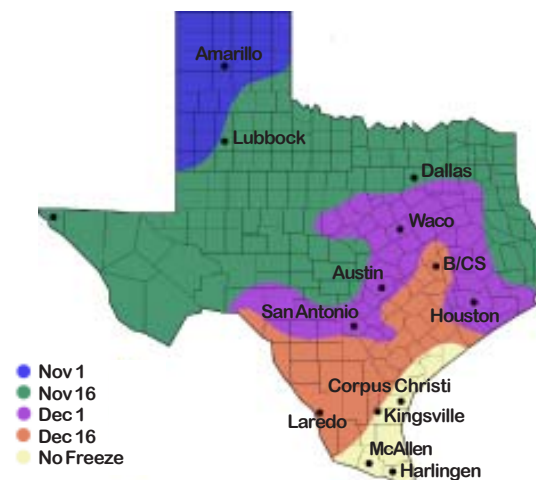 Amarillo
Lubbock
Dallas
Waco
B/CS
Austin
San Antonio
Houston
Nov 1
Nov 16
Dec 1
Dec 16
No Freeze
Corpus Christi
Laredo
Kingsville
McAllen
Harlingen